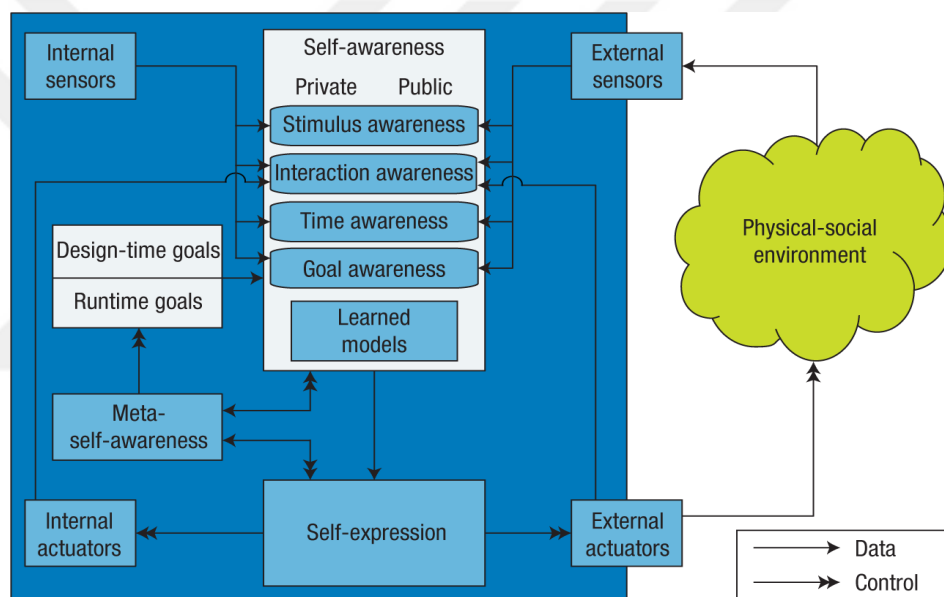 Internal
sensors
Self-awareness
Private Public
Stimulus awareness
Interaction awareness
Time awareness
Goal awareness
Learned
models
External
sensors
Physical-social
environment
Design-time goals
Runtime goals
Meta-
self-awareness
Internal
actuators
Self-expression
External
actuators
Data
Control